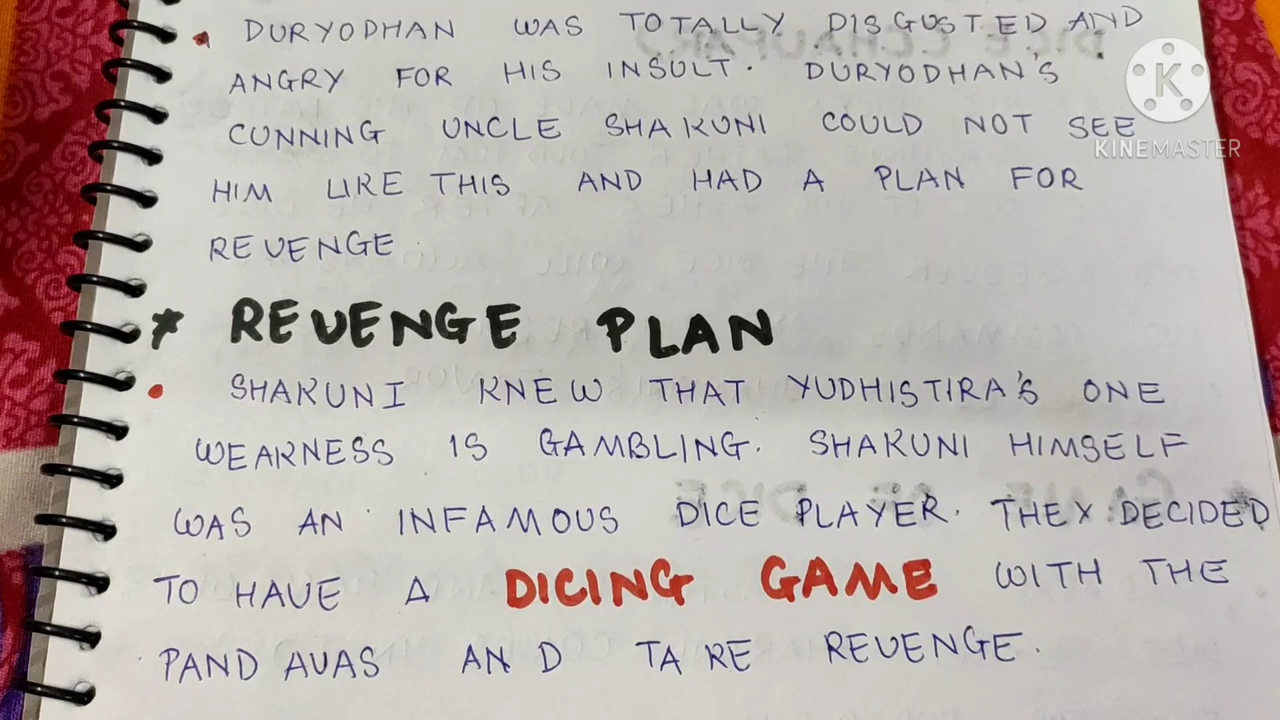 DURYODHAN WAS TOTALLY DISGUSTED AND
ANGRY FOR HIS INSULT. DURYODHAN'S
CUNNING UNCLE SHAKUNI COULD NOT SEE
HIM LIKE THIS AND HAD A PLAN FOR
REVENGE
* REVENGE PLAN
SHAKUNI KNEW THAT YUDHISTIRA'S ONE
WEAKNESS IS GAMBLING. SHAKUNI HIMSELF
WAS AN INFAMOUS DICE PLAYER. THEY DECIDED
TO HAVE A DICING GAME WITH THE
PANDAVAS AND TAKE REVENGE.
K
KINEMASTER